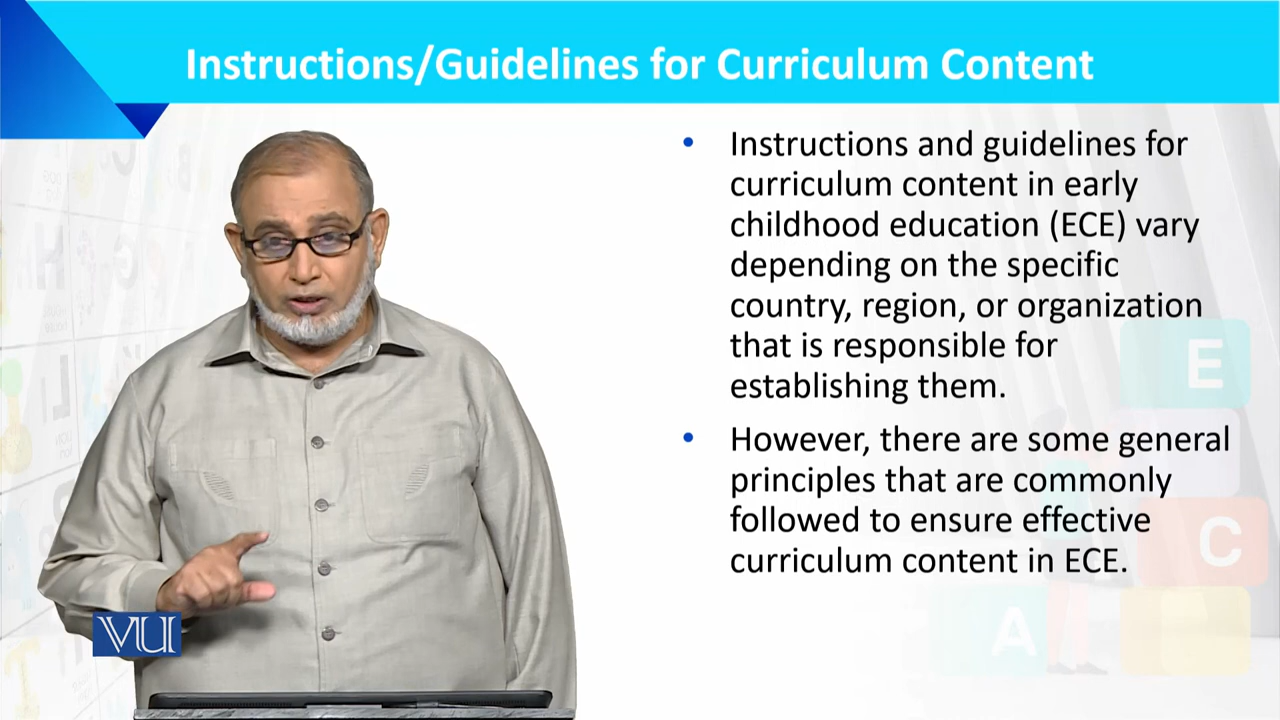 Instructions/Guidelines for Curriculum Content
• Instructions and guidelines for
curriculum content in early
childhood education (ECE) vary
depending on the specific
country, region, or organization
that is responsible for
establishing them.
• However, there are some general
principles that are commonly
followed to ensure effective
curriculum content in ECE.
VU
E
C
A